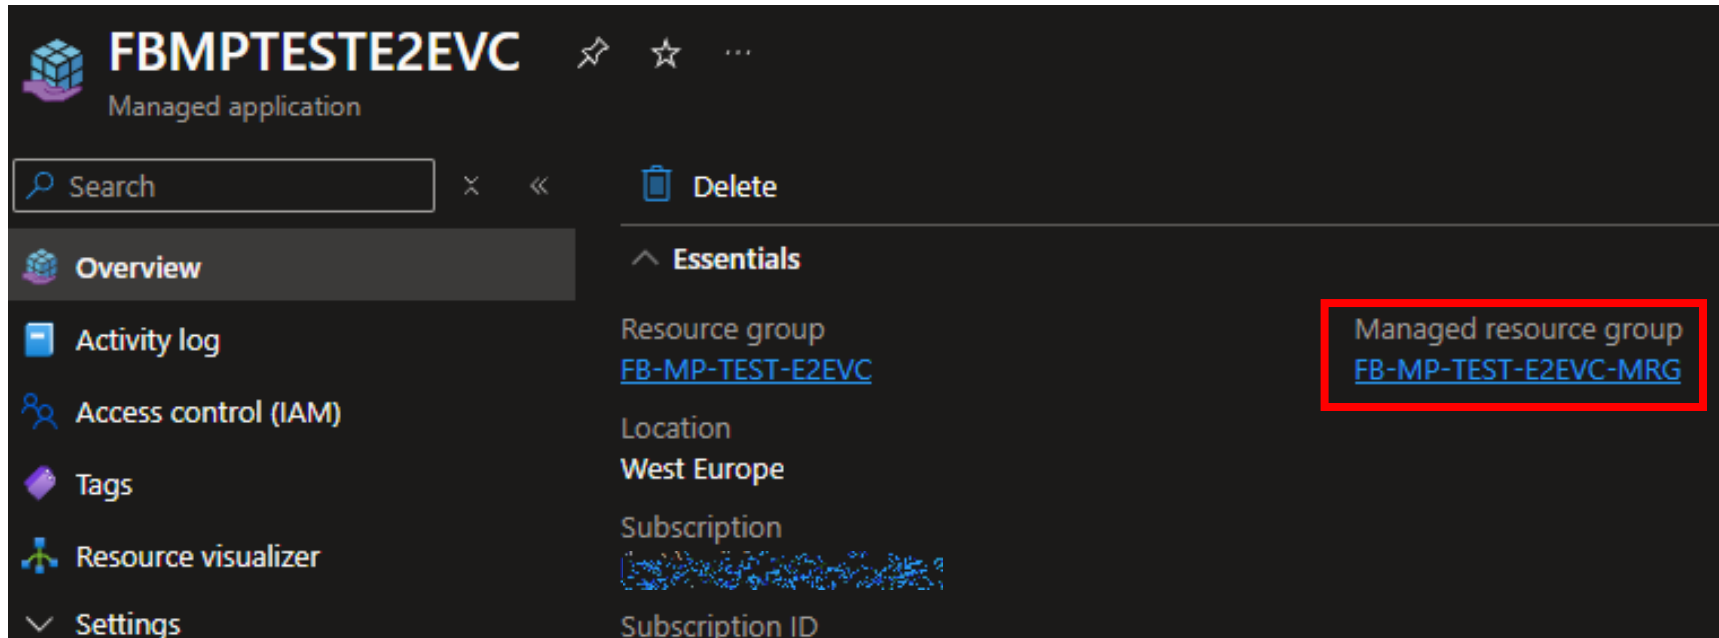 FBMPTESTE2EVC
Managed application
Search
Delete
Overview
Activity log
Access control (IAM)
Tags
Resource visualizer
Settings
Essentials
Resource group
FB-MP-TEST-E2EVC
Managed resource group
FB-MP-TEST-E2EVC-MRG
Location
West Europe
Subscription
Subscription ID